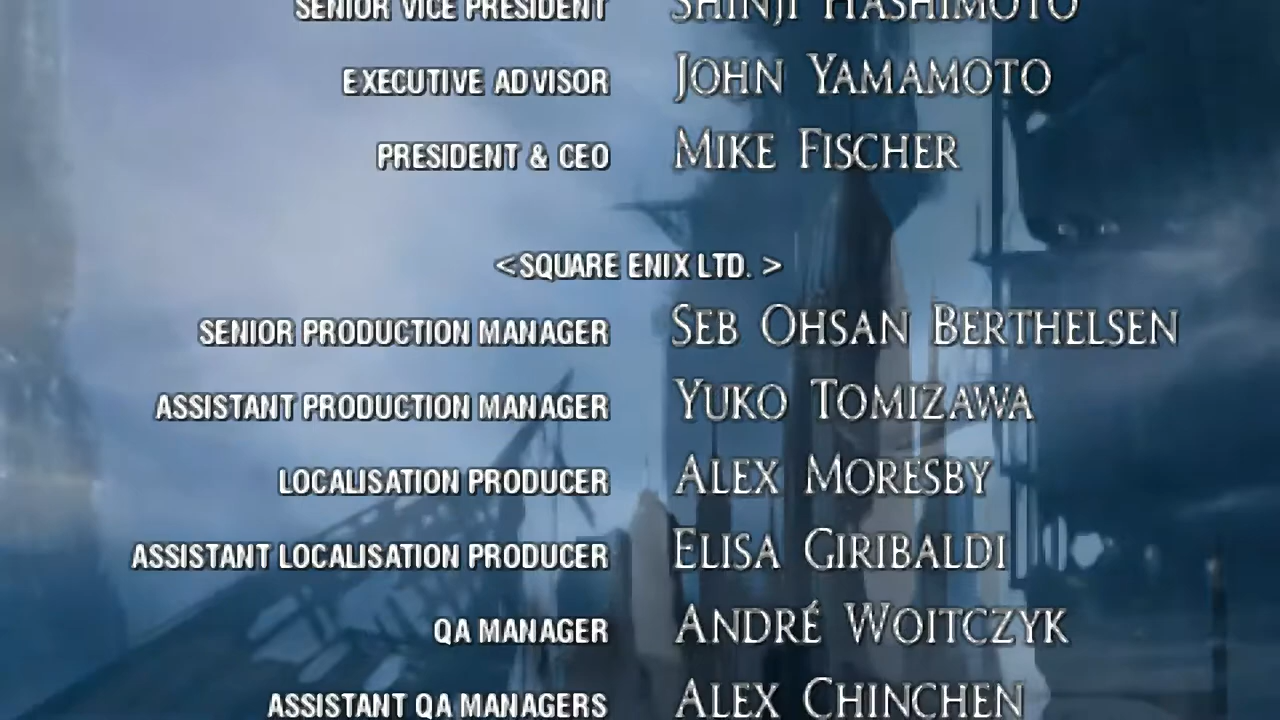 SENIOR VICE PRESIDENT SHINJI HASHIMOTO
EXECUTIVE ADVISOR JOHN YAMAMOTO
PRESIDENT & CEO MIKE FISCHER
<SQUARE ENIX LTD. >
SENIOR PRODUCTION MANAGER SEB OHSAN BERTHELSEN
ASSISTANT PRODUCTION MANAGER YUKO TOMIZAWA
LOCALISATION PRODUCER ALEX MORESBY
ASSISTANT LOCALISATION PRODUCER ELISA GIRIBALDI
QA MANAGER ANDRÉ WOITCZYK
ASSISTANT QA MANAGERS ALEX CHINCHEN